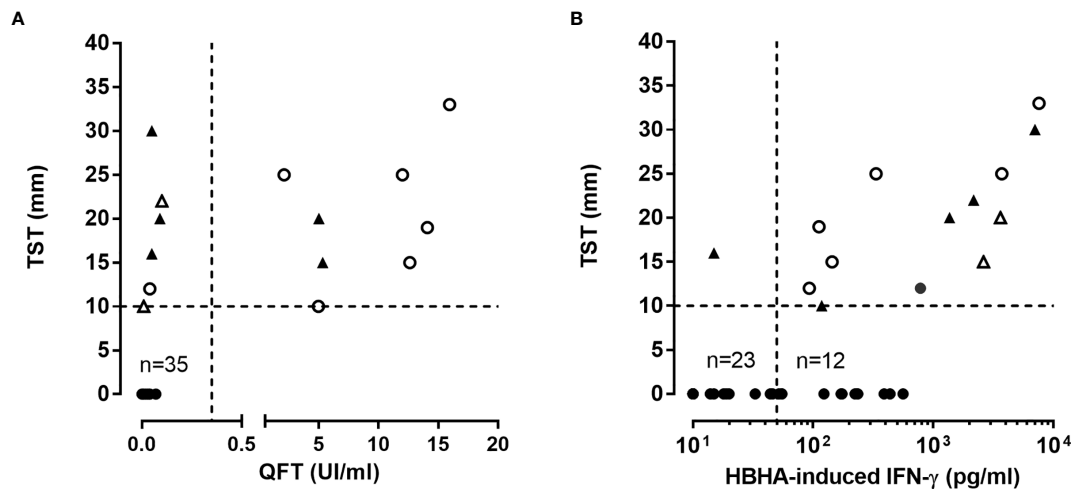 A
TST (mm)
40
35
30
25
20
15
10
5
0
n=35
0.0 0.5 5 10 15 20
QFT (UI/ml)
B
TST (mm)
40
35
30
25
20
15
10
5
0
n=23 n=12
10¹ 10² 10³ 10⁴
HBHA-induced IFN-γ (pg/ml)